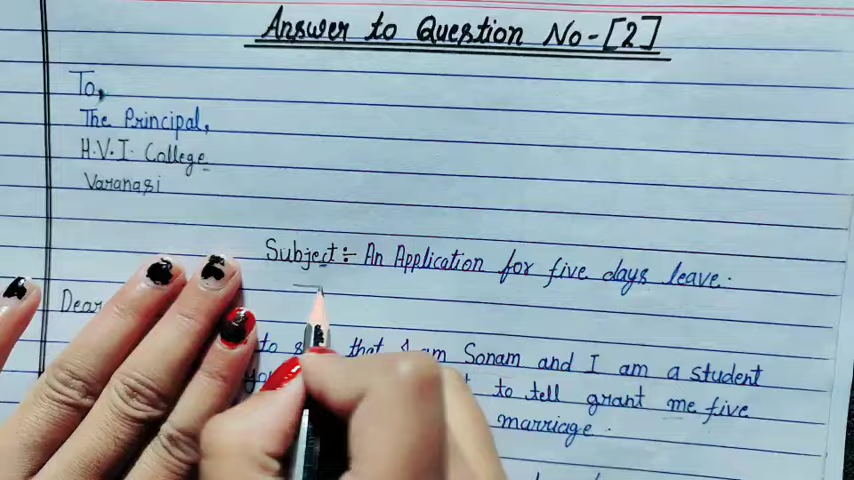 Answer to Question No-[2]
To,
The Principal,
H.V.I. College
Varanasi
Subject:- An Application for five days leave.
Dear
to that I am Sonam and I am a student
to tell grant me five
marriage.